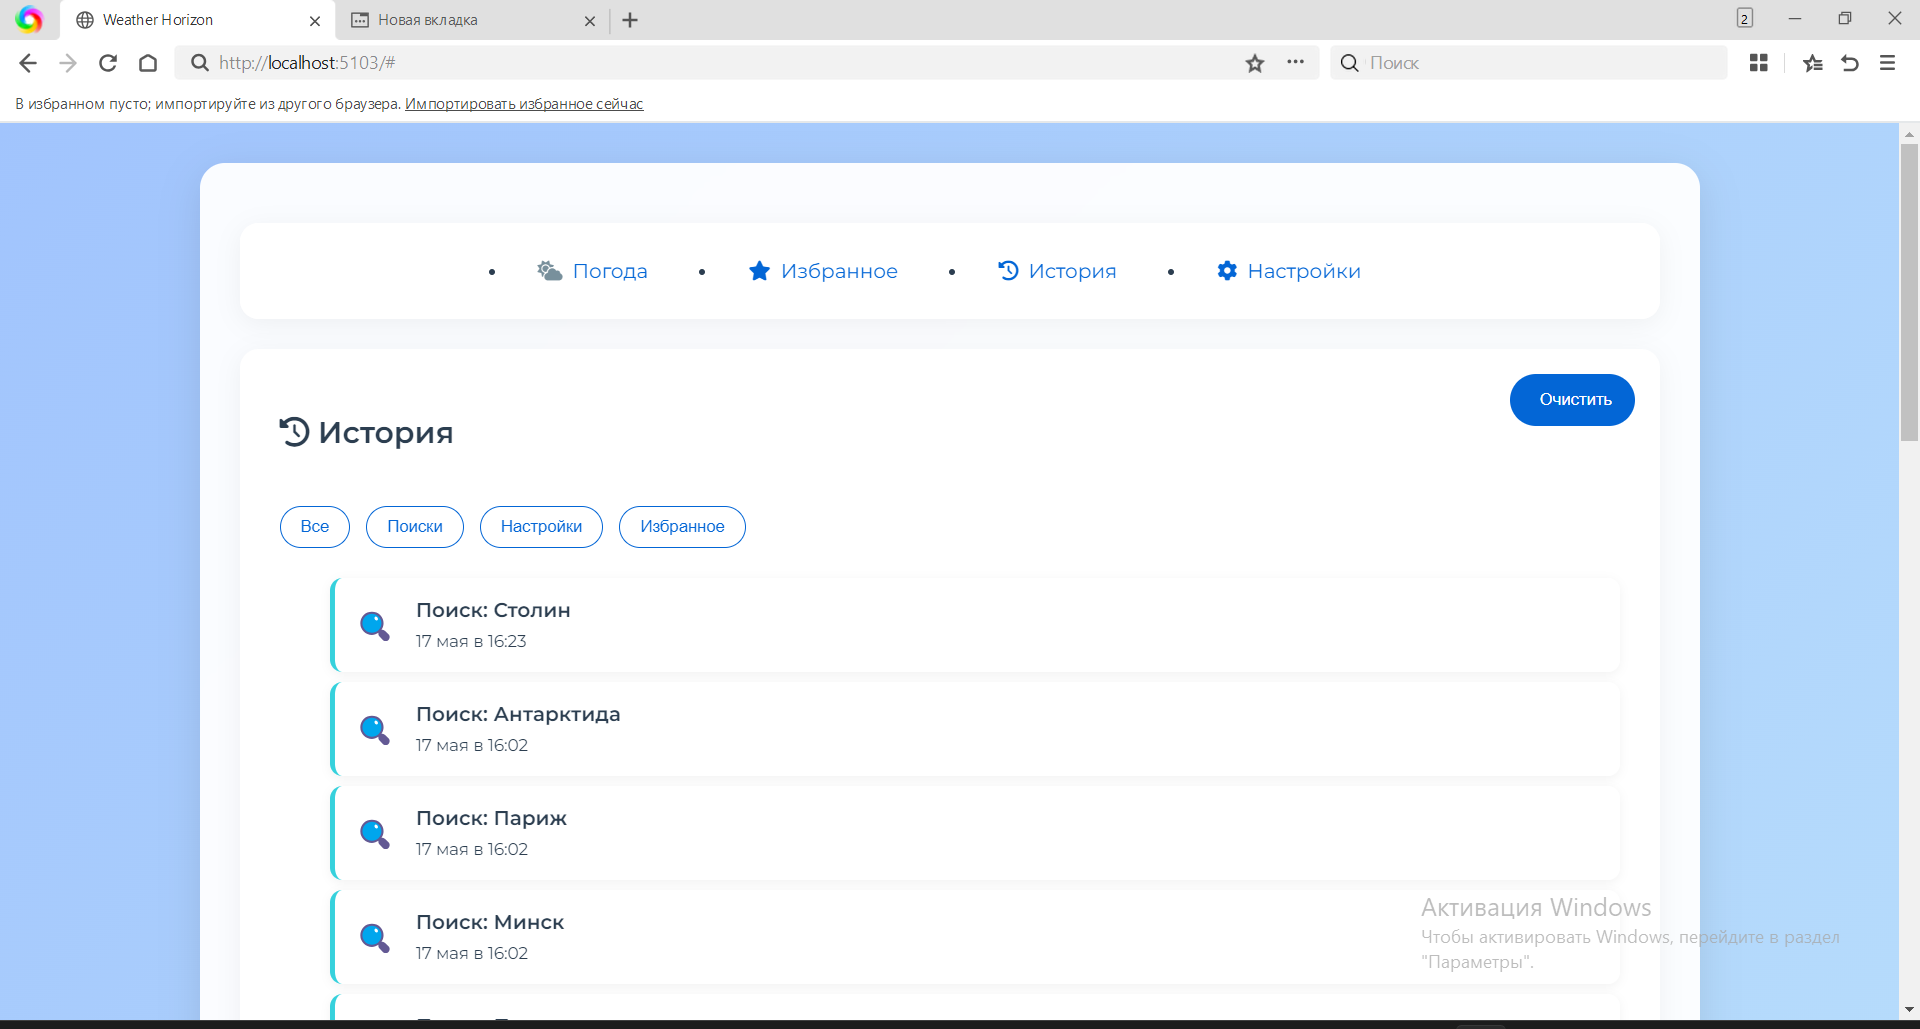 Weather Horizon
Новая вкладка
2
http://localhost:5103/#
Поиск
В избранном пусто; импортируйте из другого браузера. Импортировать избранное сейчас
Погода
Избранное
История
Настройки
Очистить
История
Все
Поиски
Настройки
Избранное
Поиск: Столин
17 мая в 16:23
Поиск: Антарктида
17 мая в 16:02
Поиск: Париж
17 мая в 16:02
Поиск: Минск
17 мая в 16:02
Активация Windows
Чтобы активировать Windows, перейдите в раздел
"Параметры".